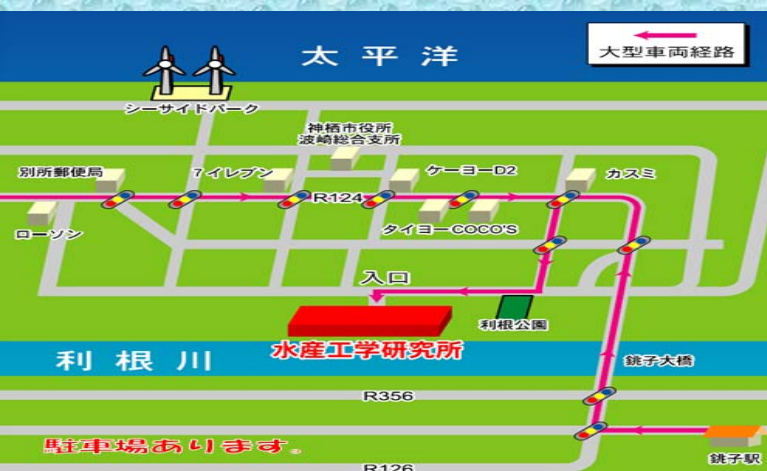 太平洋
大型車両経路
シーサイドパーク
神栖市役所
波崎総合支所
別所郵便局
7イレブン
ケーヨーD2
カスミ
R124
ローソン
タイヨー
COCO'S
入口
利根公園
水産工学研究所
利根川
銚子大橋
R356
駐車場あります。
銚子駅
R126